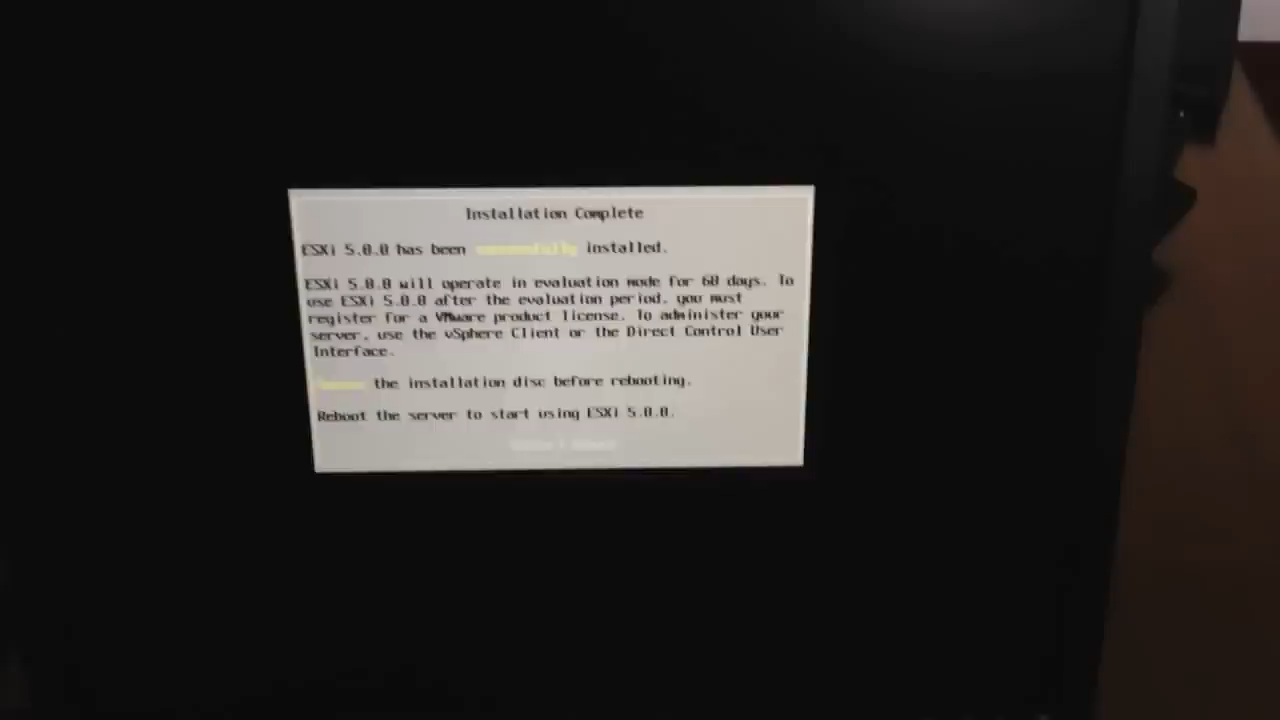 Installation Complete
ESXi 5.0.0 has been successfully installed.
ESXi 5.0.0 will operate in evaluation mode for 60 days. To
use ESXi 5.0.0 after the evaluation period, you must
register for a VMware product license. To administer your
server, use the vSphere Client or the Direct Control User
Interface.
the installation disc before rebooting.
Reboot the server to start using ESXi 5.0.0.